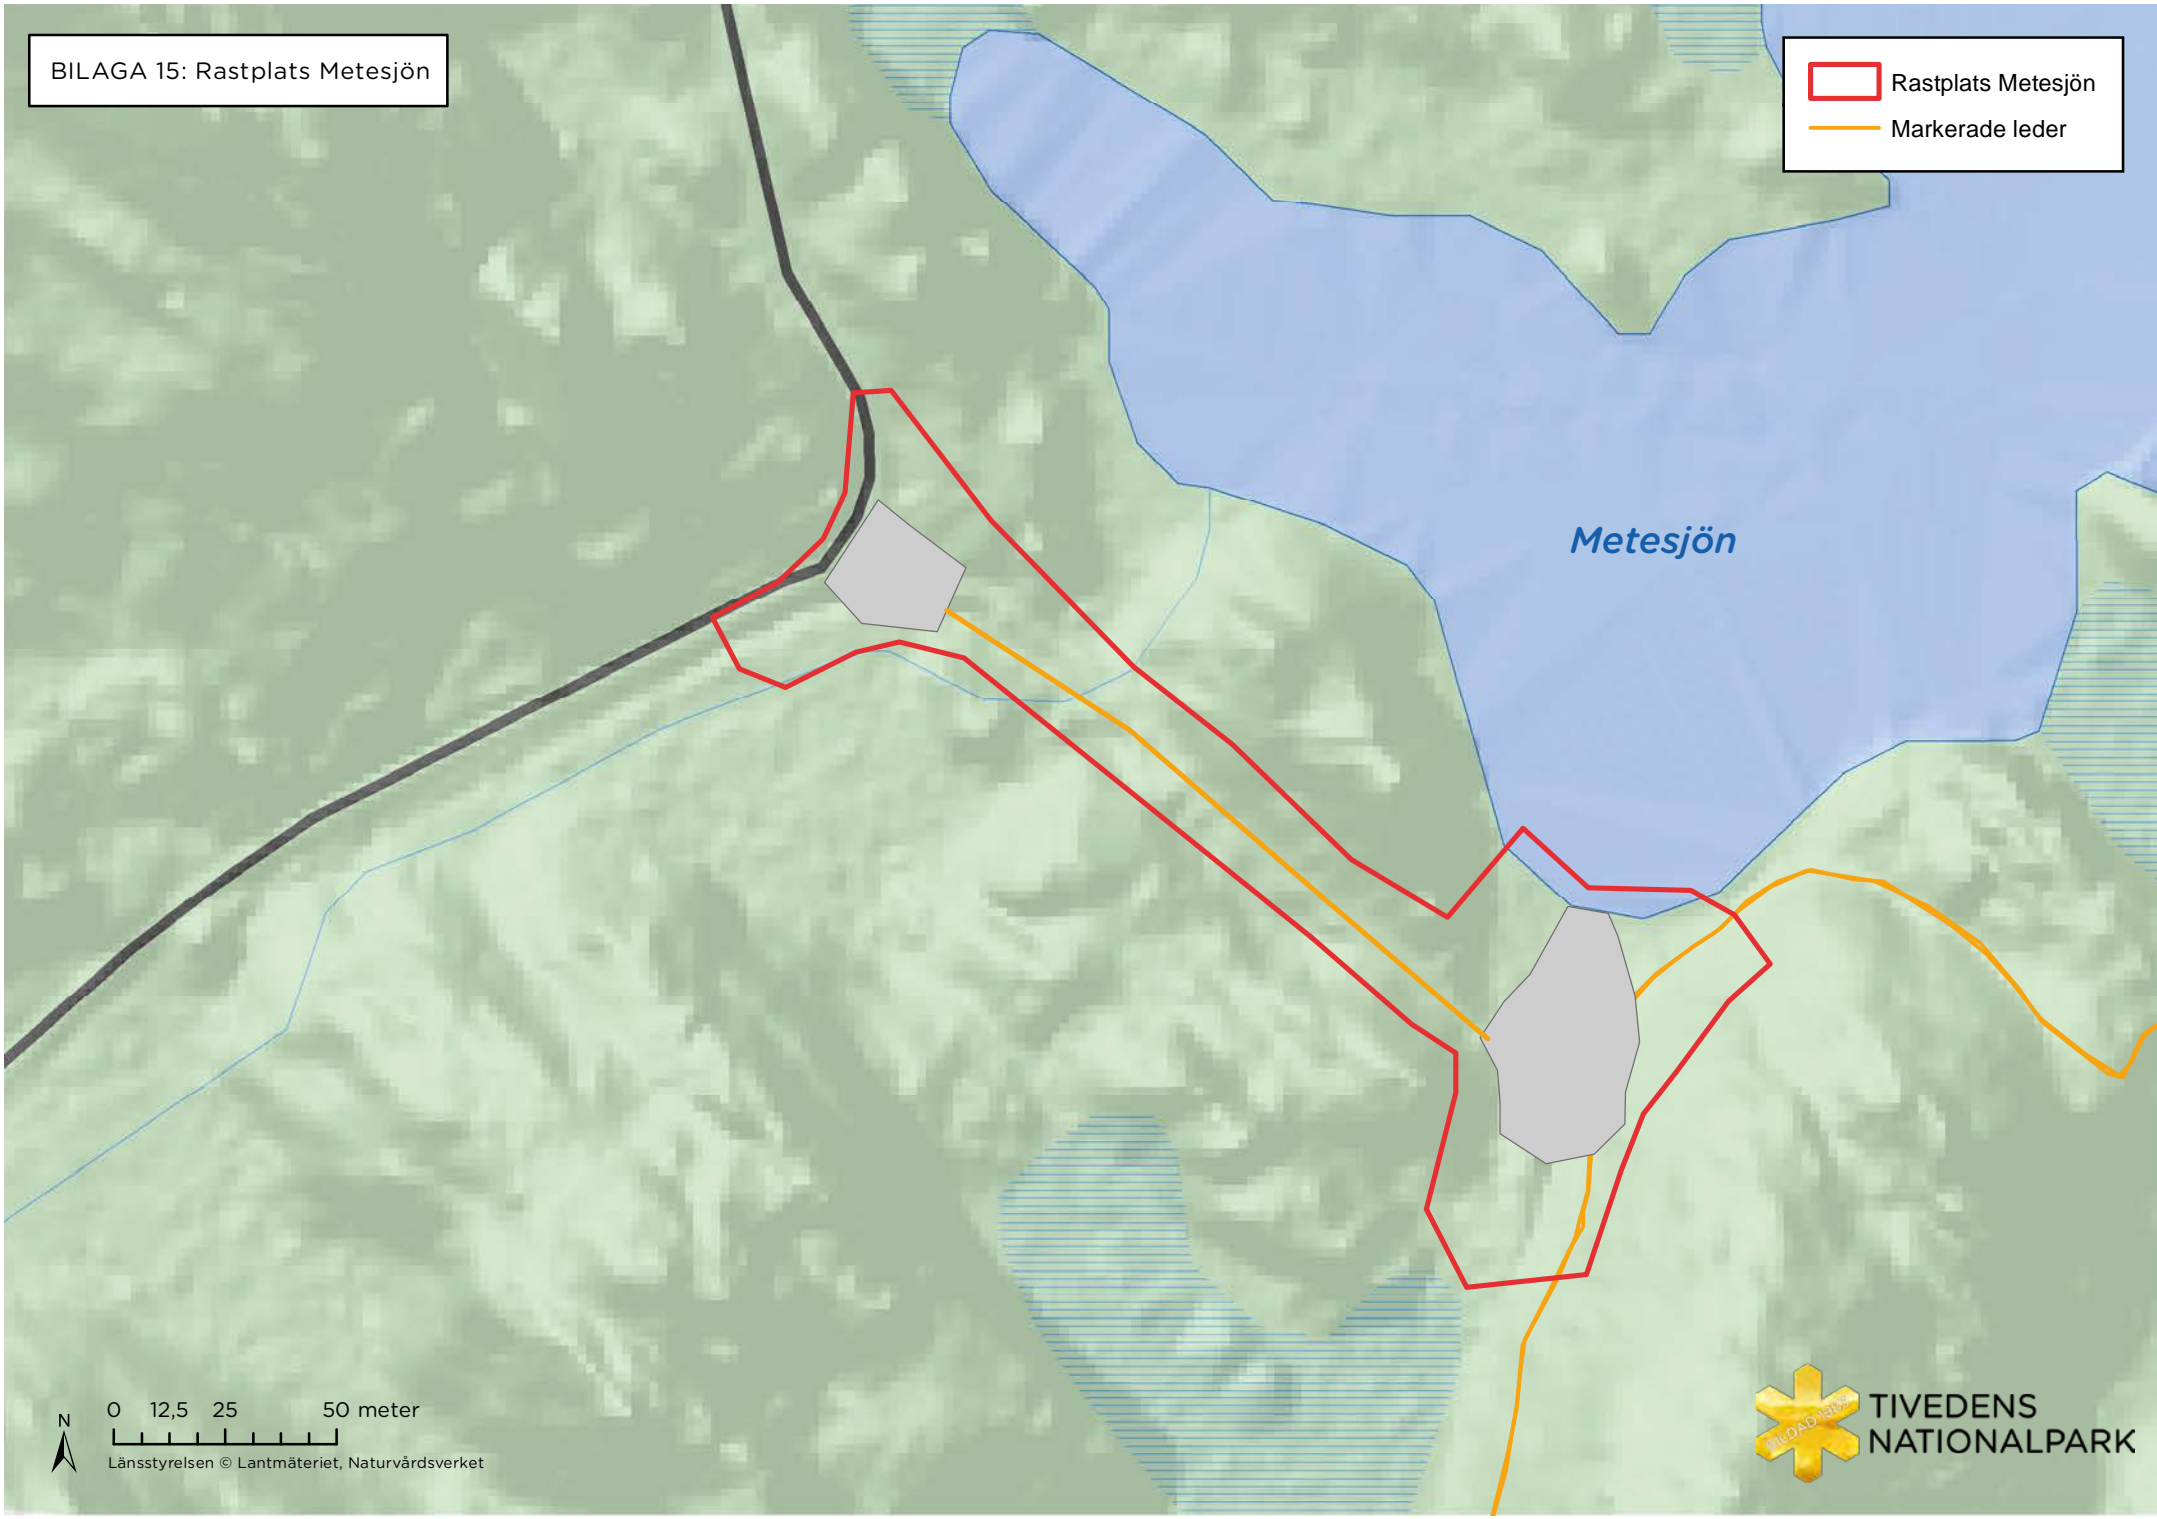 BILAGA 15: Rastplats Metesjön
Rastplats Metesjön
Markerade leder
Metesjön
N
0 12,5 25 50 meter
Länsstyrelsen © Lantmäteriet, Naturvårdsverket
TIVEDENS
NATIONALPARK